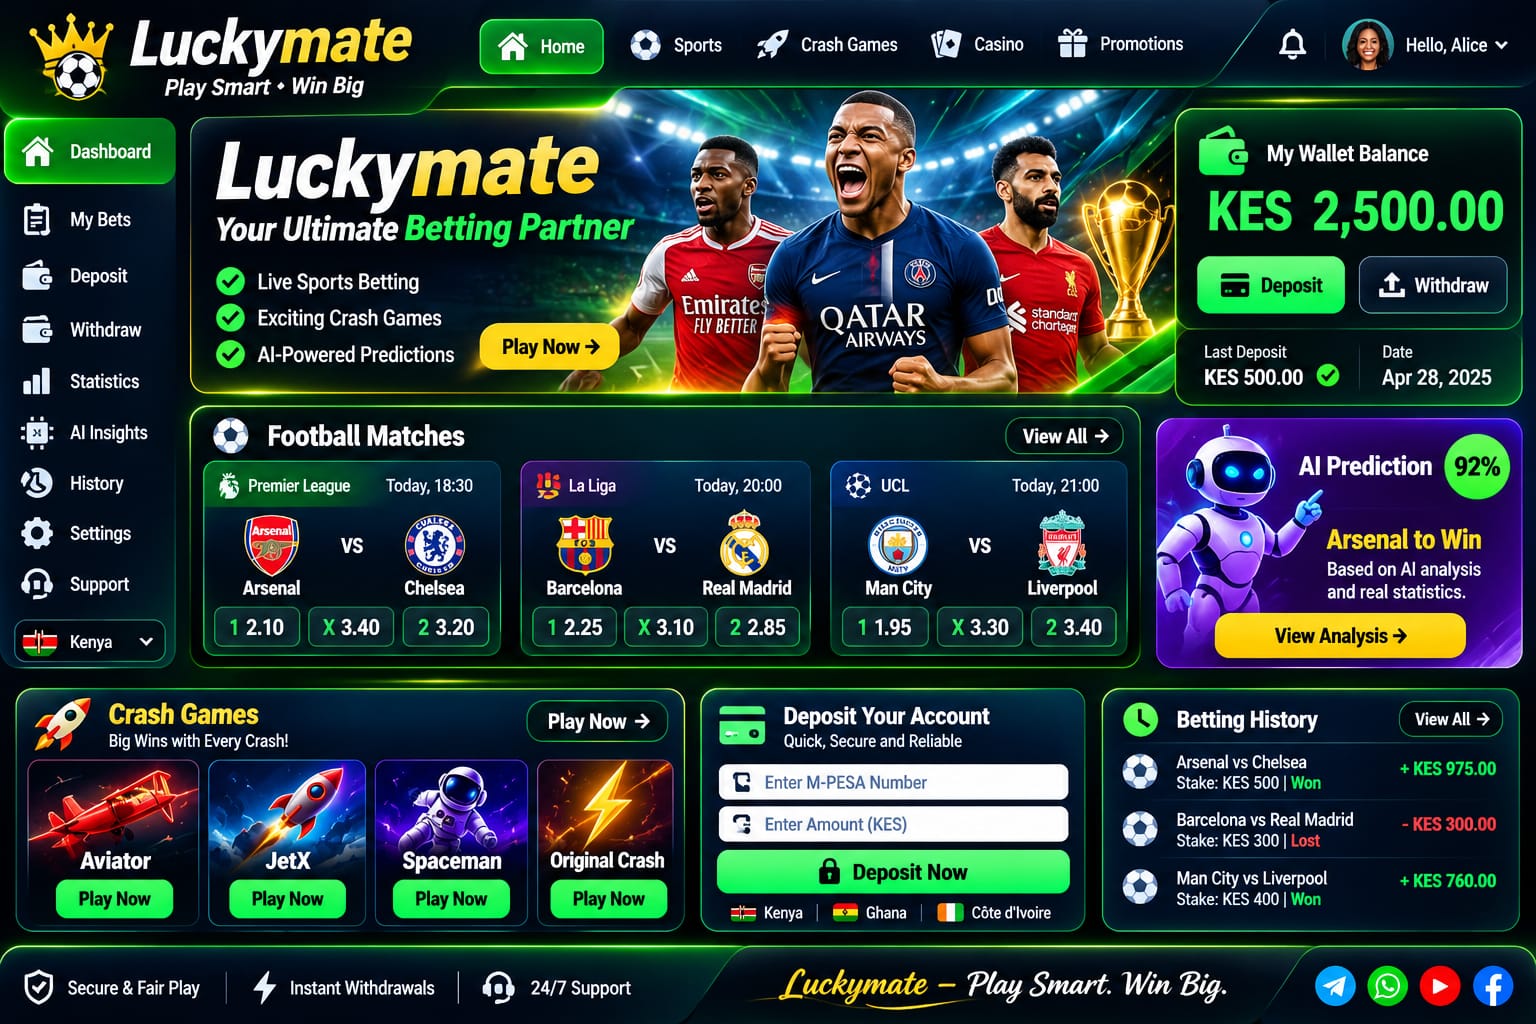 Luckymate
Play Smart • Win Big
Home
Sports
Crash Games
Casino
Promotions
Hello, Alice
Dashboard
My Bets
Deposit
Withdraw
Statistics
AI Insights
History
Settings
Support
Kenya
Luckymate
Your Ultimate Betting Partner
Live Sports Betting
Exciting Crash Games
AI-Powered Predictions
Play Now →
Emirates
FLY BETTER
QATAR
AIRWAYS
standard
chartered
My Wallet Balance
KES 2,500.00
Deposit
Withdraw
Last Deposit
KES 500.00
Date
Apr 28, 2025
Football Matches
View All →
Premier League
Today, 18:30
Arsenal
VS
Arsenal
Chelsea
1 2.10
X 3.40
2 3.20
La Liga
Today, 20:00
VS
Barcelona
Real Madrid
1 2.25
X 3.10
2 2.85
UCL
Today, 21:00
VS
Man City
Liverpool
1 1.95
X 3.30
2 3.40
AI Prediction
92%
Arsenal to Win
Based on AI analysis
and real statistics.
View Analysis →
Crash Games
Big Wins with Every Crash!
Play Now →
Aviator
Play Now
JetX
Play Now
Spaceman
Play Now
Original Crash
Play Now
Deposit Your Account
Quick, Secure and Reliable
Enter M-PESA Number
Enter Amount (KES)
Deposit Now
Kenya
Ghana
Côte d'Ivoire
Betting History
View All →
Arsenal vs Chelsea
Stake: KES 500 | Won
+ KES 975.00
Barcelona vs Real Madrid
Stake: KES 300 | Lost
- KES 300.00
Man City vs Liverpool
Stake: KES 400 | Won
+ KES 760.00
Secure & Fair Play
Instant Withdrawals
24/7 Support
Luckymate – Play Smart. Win Big.